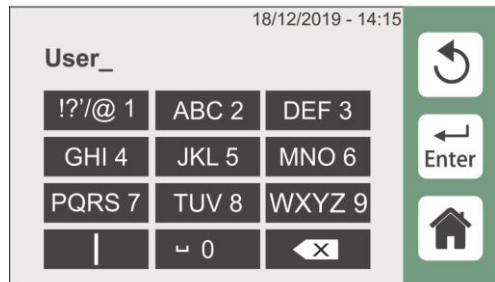 18/12/2019 - 14:15
User_
!?'/@ 1 ABC 2 DEF 3
GHI 4 JKL 5 MNO 6
Enter
PQRS 7 TUV 8 WXYZ 9
| ⎵ 0